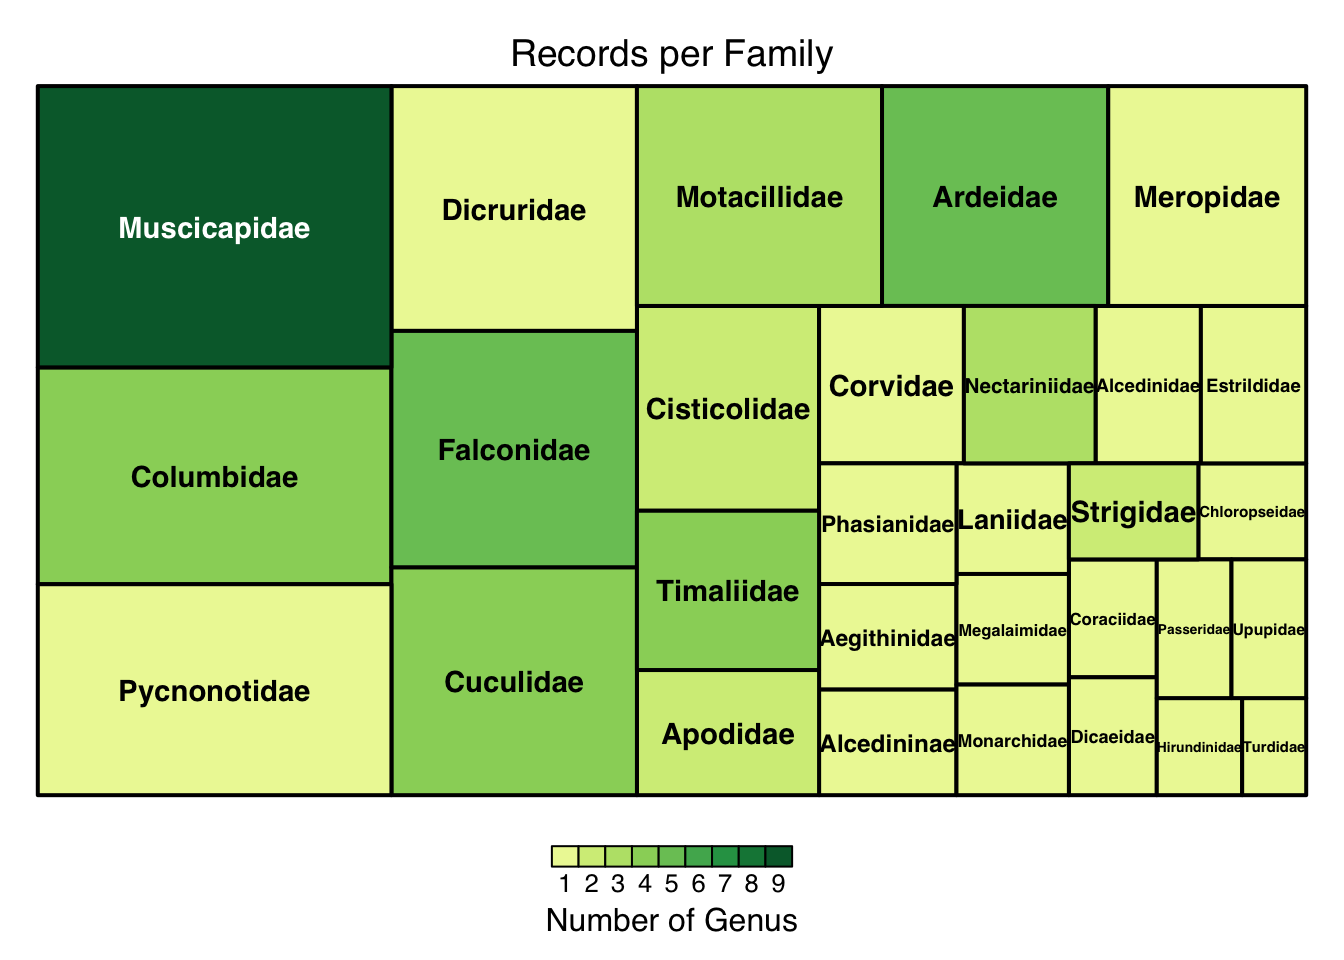 Records per Family
Muscicapidae
Columbidae
Pycnonotidae
Dicruridae
Falconidae
Cuculidae
Motacillidae
Ardeidae
Meropidae
Cisticolidae
Timaliidae
Apodidae
Corvidae
Nectariniidae
Alcedinidae
Estrildidae
Phasianidae
Aegithinidae
Alcedininae
Laniidae
Megalaimidae
Monarchidae
Strigidae
Chloropseidae
Coraciidae
Dicaeidae
Passeridae
Upupidae
Hirundinidae
Turdidae
1 2 3 4 5 6 7 8 9
Number of Genus